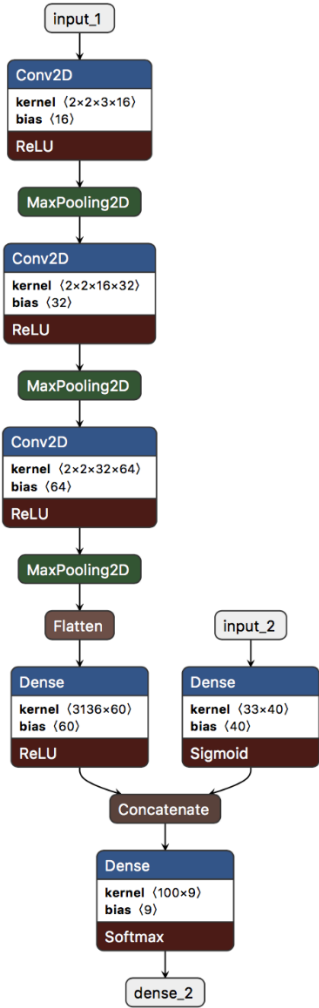 input_1
Conv2D
kernel ⟨2×2×3×16⟩
bias ⟨16⟩
ReLU
MaxPooling2D
Conv2D
kernel ⟨2×2×16×32⟩
bias ⟨32⟩
ReLU
MaxPooling2D
Conv2D
kernel ⟨2×2×32×64⟩
bias ⟨64⟩
ReLU
MaxPooling2D
Flatten
input_2
Dense
kernel ⟨3136×60⟩
bias ⟨60⟩
ReLU
Dense
kernel ⟨33×40⟩
bias ⟨40⟩
Sigmoid
Concatenate
Dense
kernel ⟨100×9⟩
bias ⟨9⟩
Softmax
dense_2